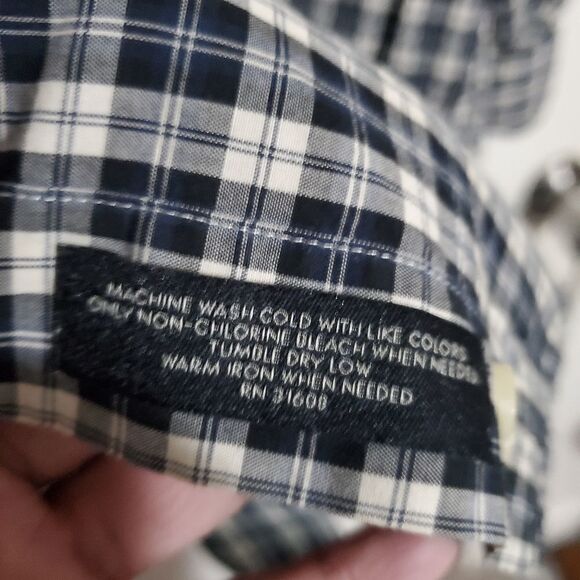 MACHINE WASH COLD WITH LIKE COLORS
ONLY NON-CHLORINE BLEACH WHEN NEEDED
TUMBLE DRY LOW
WARM IRON WHEN NEEDED
RN 31600